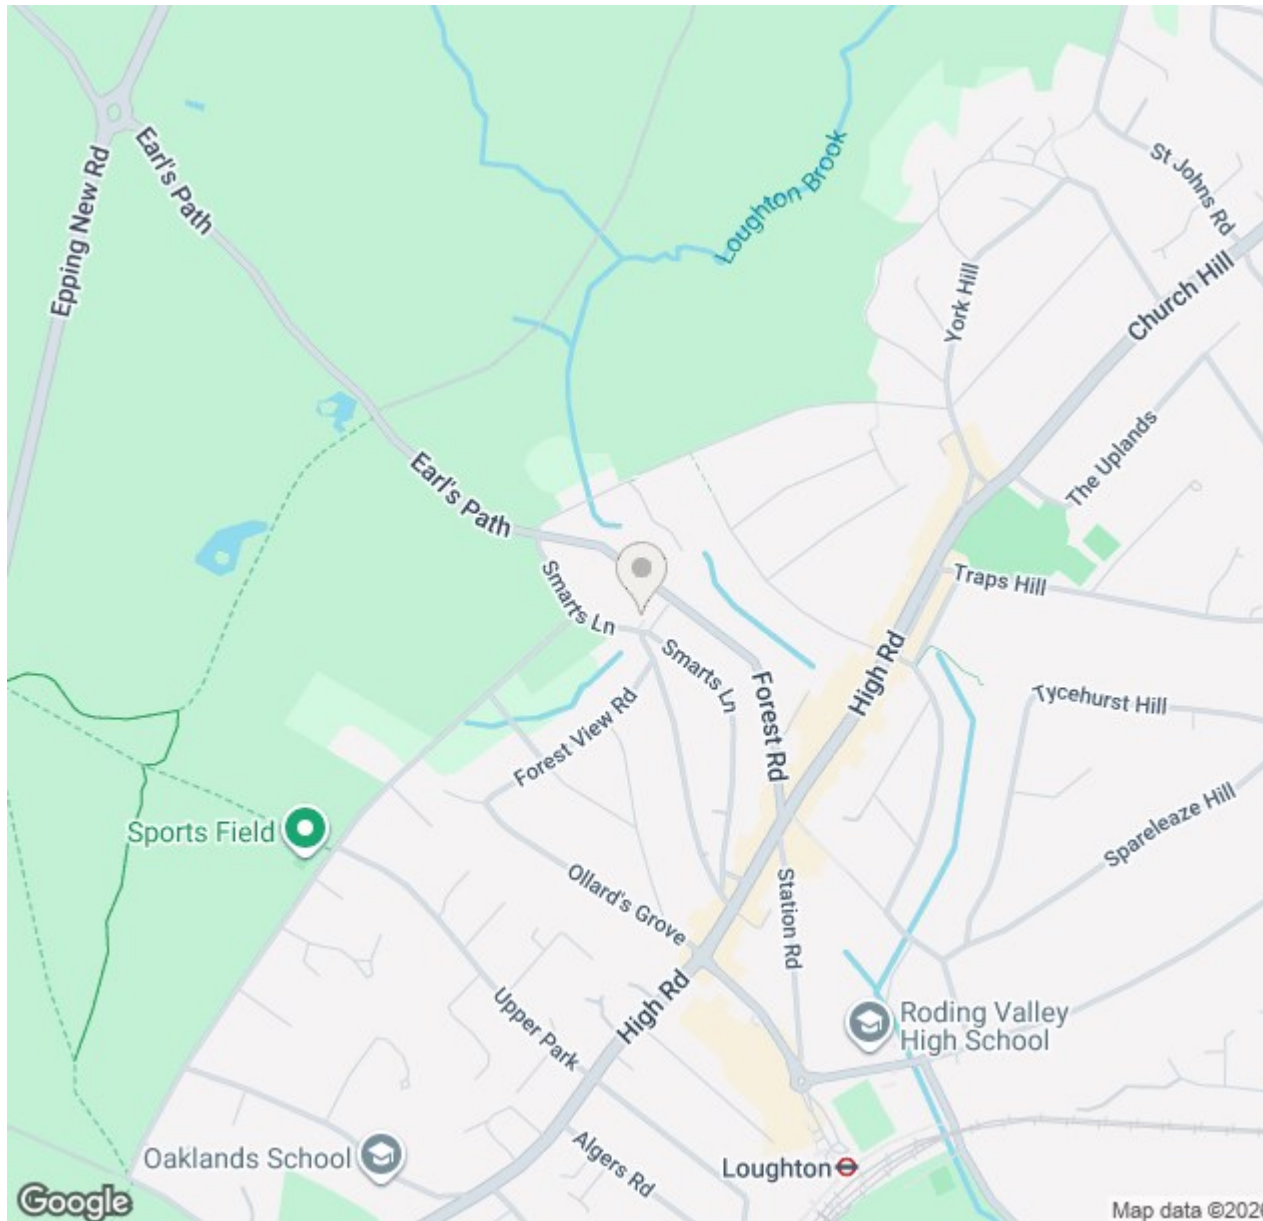 Epping New Rd
Earl's Path
Loughton Brook
St Johns Rd
York Hill
Church Hill
The Uplands
Earl's Path
Smarts Ln
Traps Hill
Smarts Ln
High Rd
Forest Rd
Tycehurst Hill
Forest View Rd
Spareleaze Hill
Sports Field
Ollard's Grove
Station Rd
High Rd
Upper Park
Roding Valley
High School
Oaklands School
Algers Rd
Loughton
Google
Map data ©2026